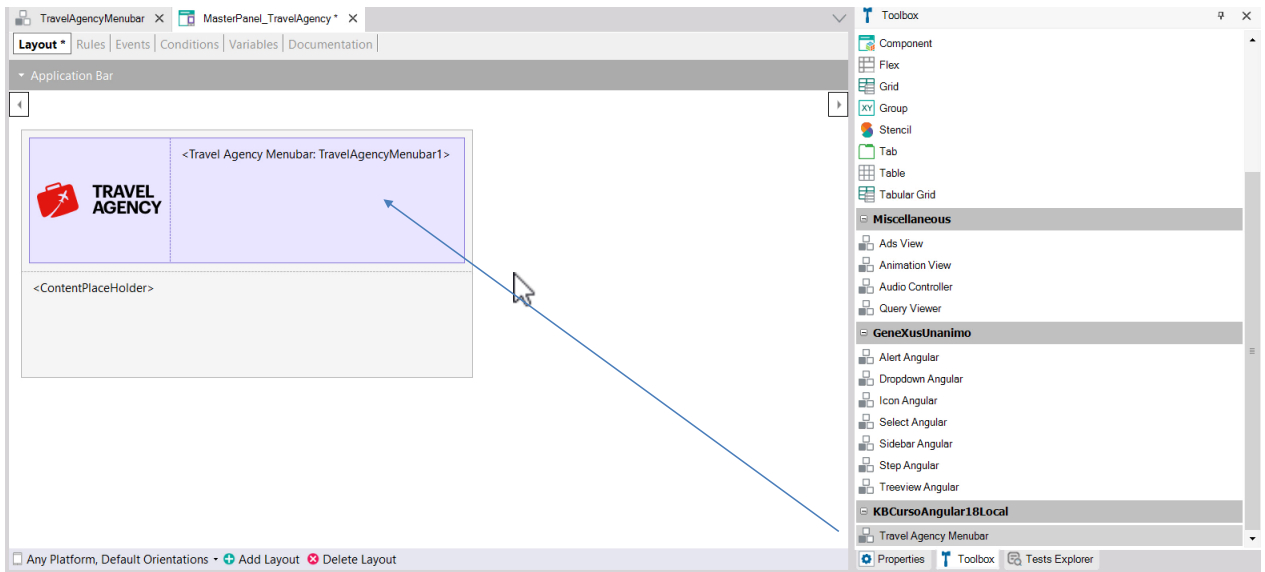 TravelAgencyMenubar
MasterPanel_TravelAgency *
Layout * Rules Events Conditions Variables Documentation
Application Bar
<Travel Agency Menubar: TravelAgencyMenubar1>
TRAVEL
AGENCY
<ContentPlaceHolder>
Any Platform, Default Orientations Add Layout Delete Layout
Toolbox
Component
Flex
Grid
XY Group
Stencil
Tab
Table
Tabular Grid
Miscellaneous
Ads View
Animation View
Audio Controller
Query Viewer
GeneXusUnanimo
Alert Angular
Dropdown Angular
Icon Angular
Select Angular
Sidebar Angular
Step Angular
Treeview Angular
KBCursoAngular18Local
Travel Agency Menubar
Properties Toolbox Tests Explorer